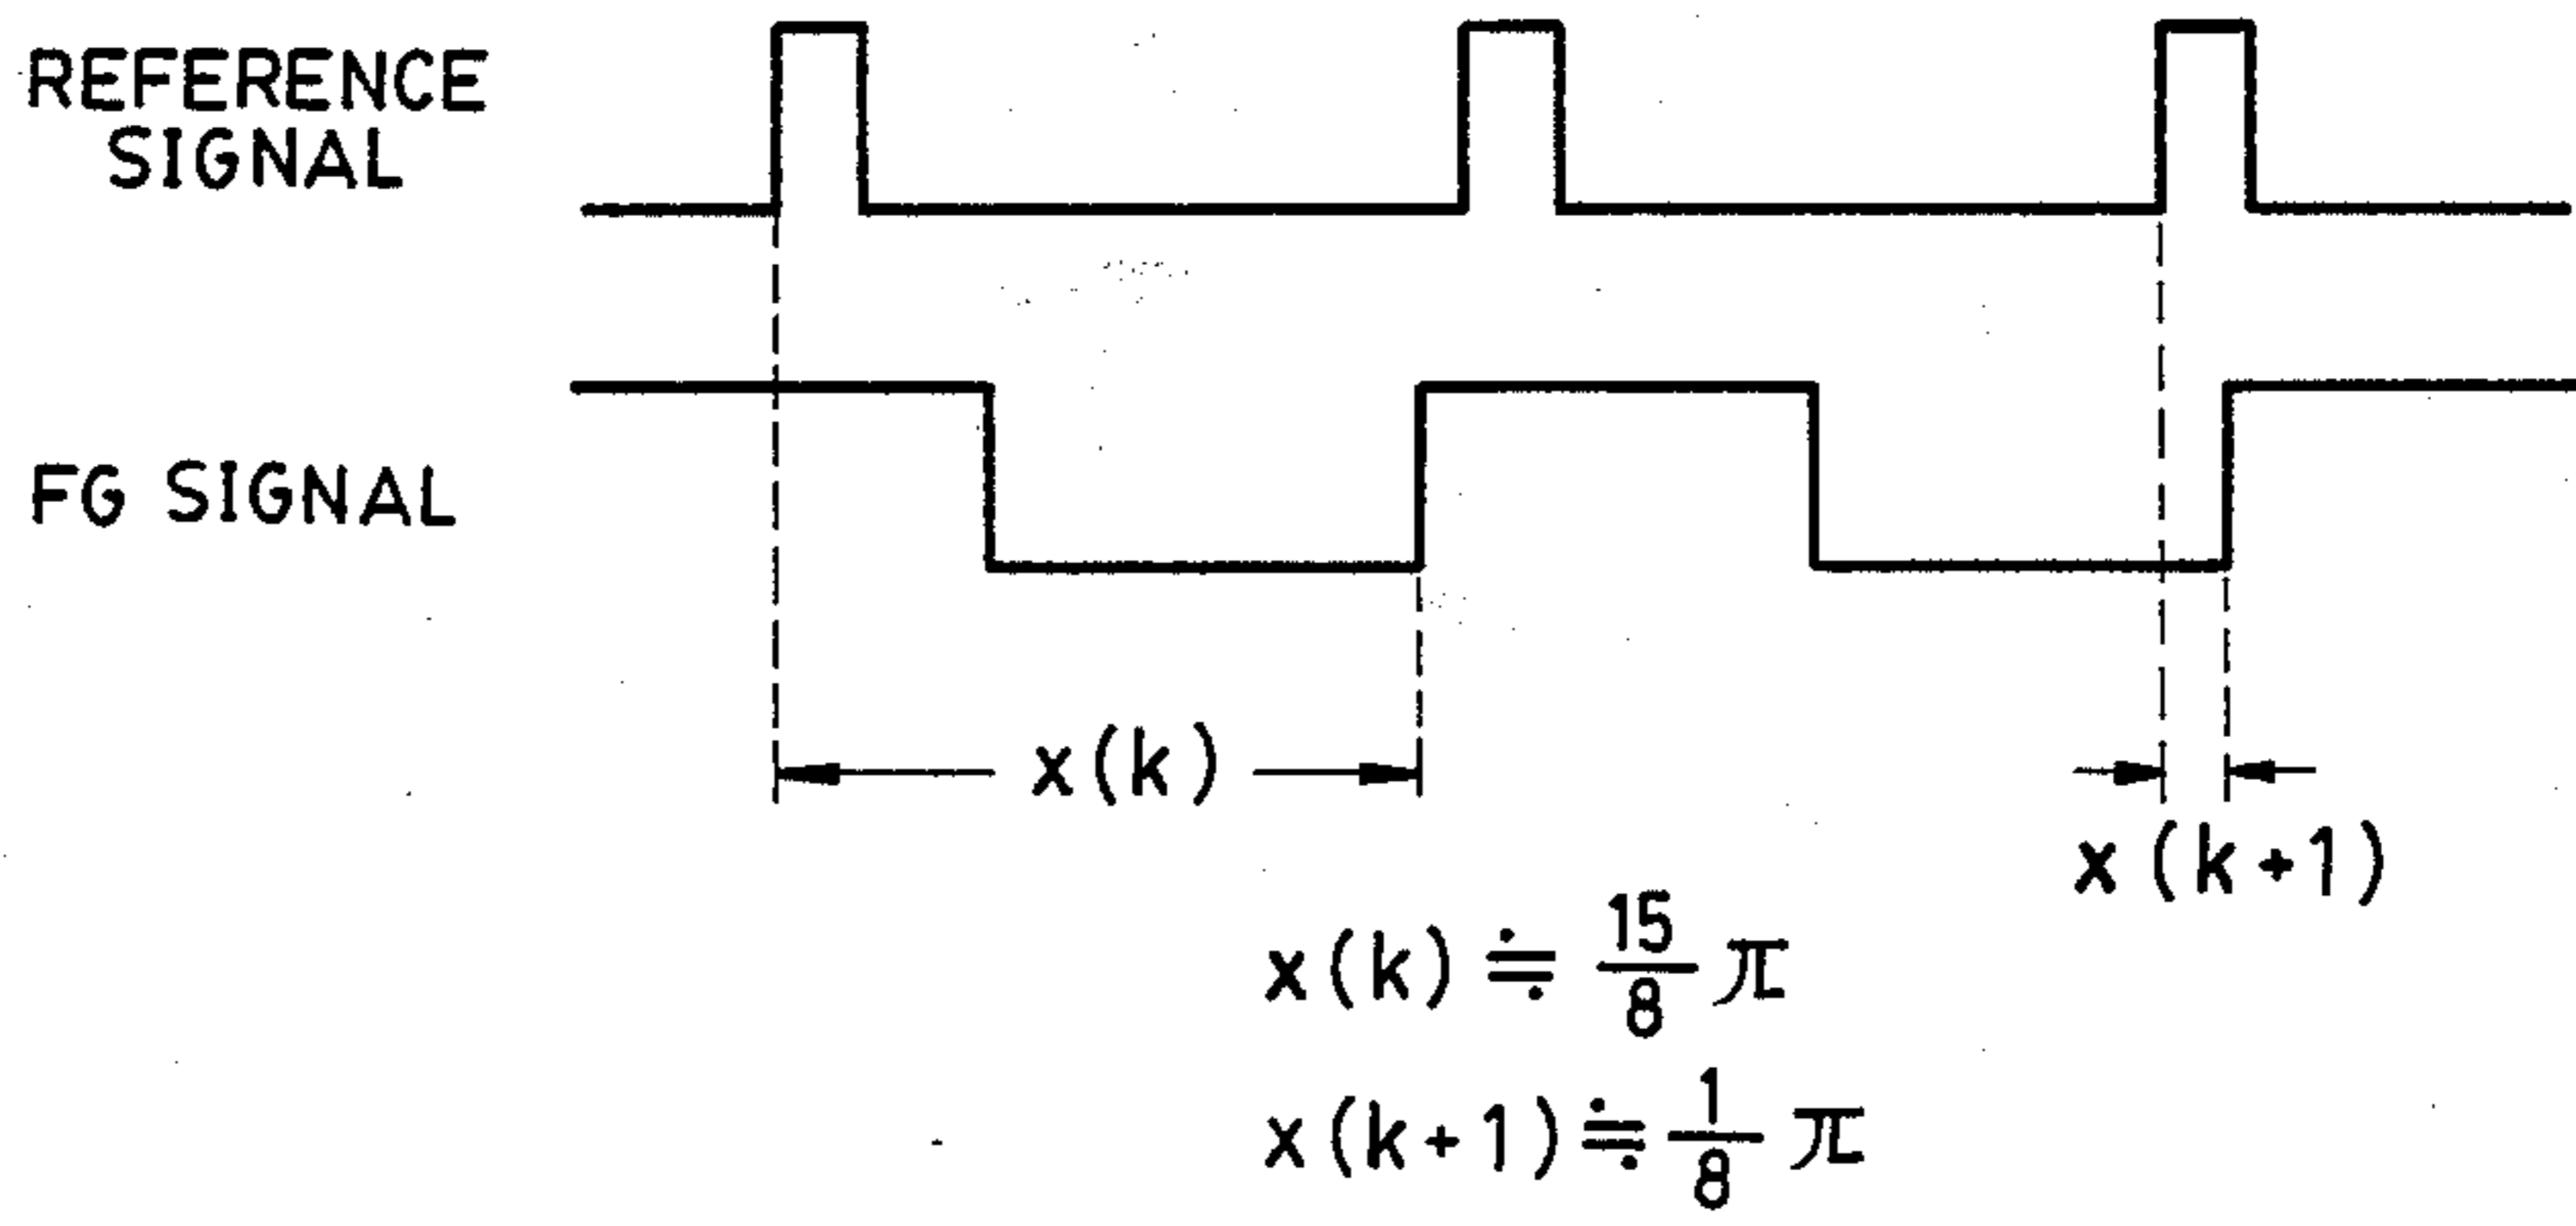 REFERENCE
SIGNAL
FG SIGNAL
x(k)
x(k+1)
x(k) ≒ 15/8 π
x(k+1) ≒ 1/8 π